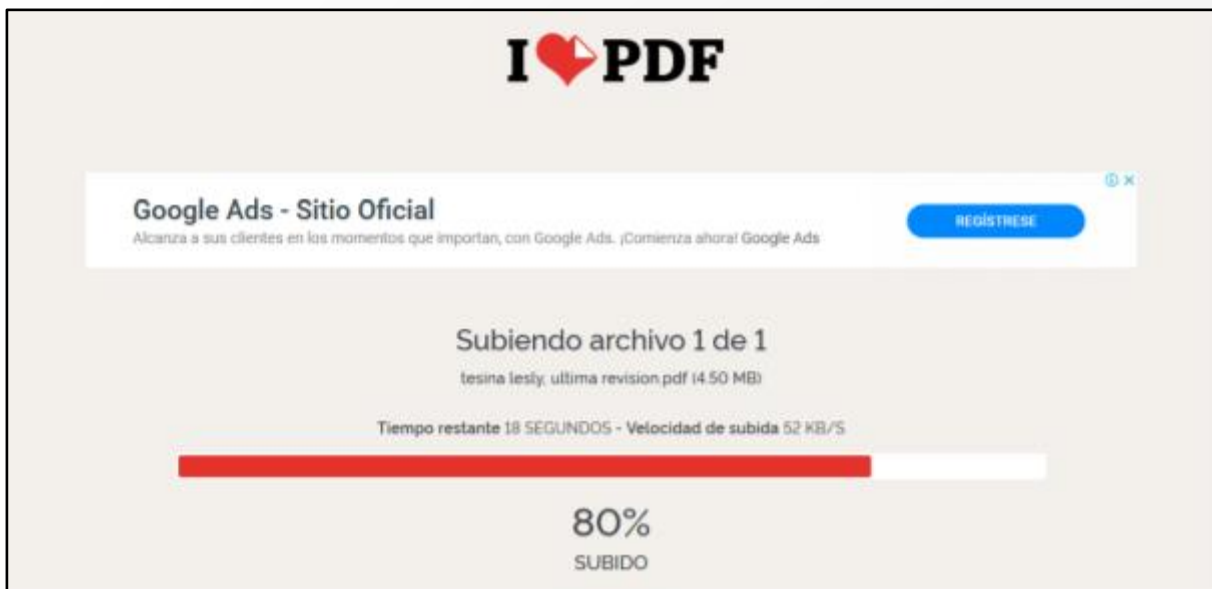 I PDF
Google Ads - Sitio Oficial
Alcanza a sus clientes en los momentos que importan, con Google Ads. ¡Comienza ahora! Google Ads
REGÍSTRESE
Subiendo archivo 1 de 1
tesina lesly, ultima revision.pdf (4.50 MB)
Tiempo restante 18 SEGUNDOS - Velocidad de subida 52 KB/S
80%
SUBIDO